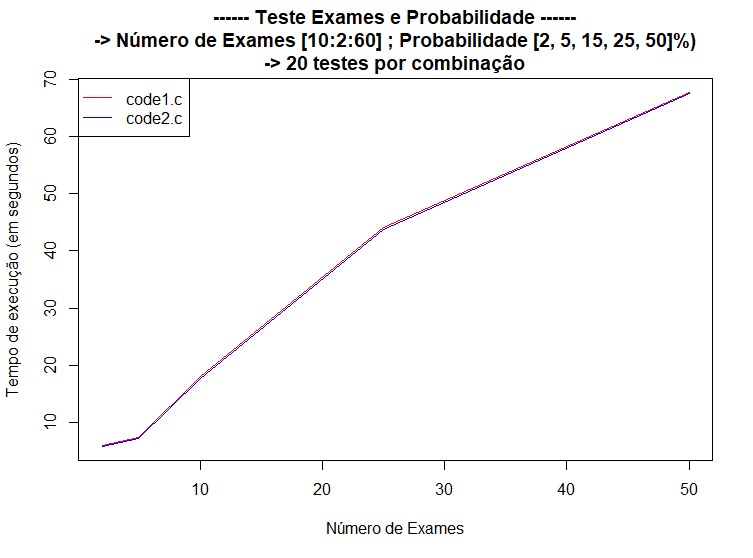 ------ Teste Exames e Probabilidade ------
-> Número de Exames [10:2:60] ; Probabilidade [2, 5, 15, 25, 50]%)
-> 20 testes por combinação
code1.c
code2.c
Tempo de execução (em segundos)
70
60
50
40
30
20
10
10 20 30 40 50
Número de Exames